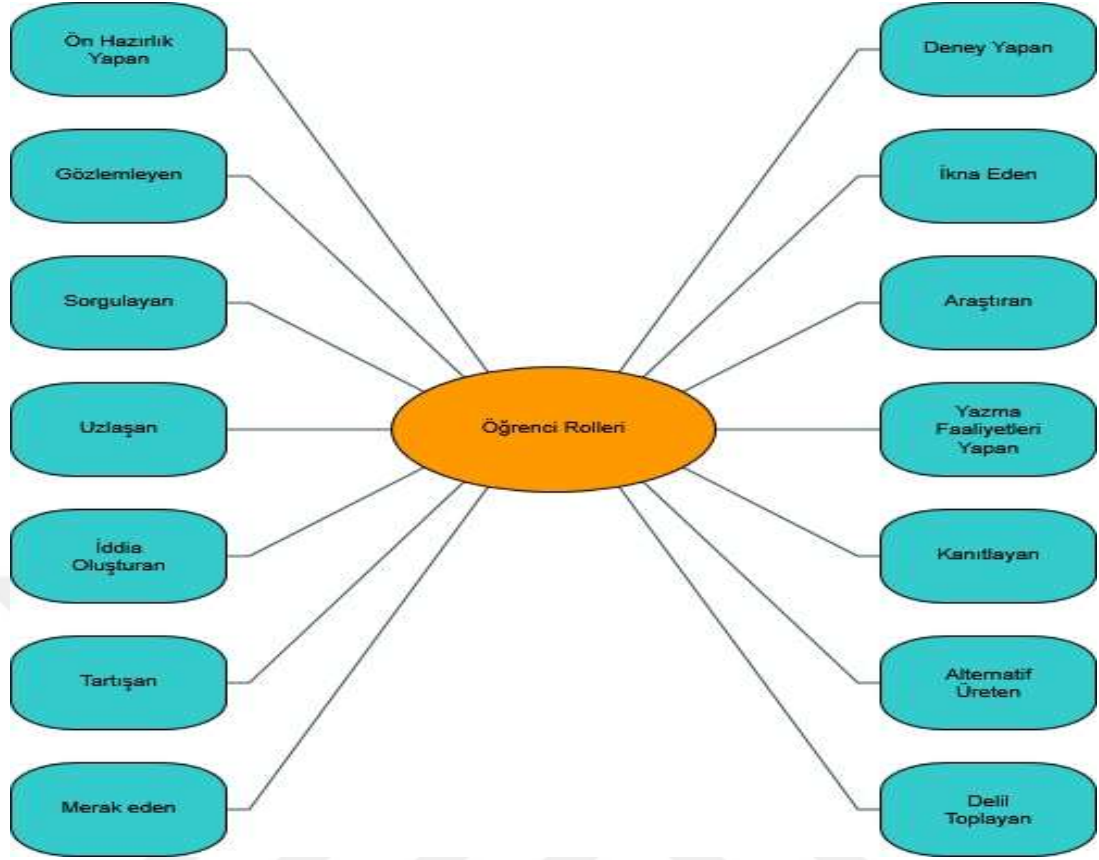 Ön Hazırlık
Yapan
Gözlemleyen
Sorgulayan
Uzlaşan
İddia
Oluşturan
Tartışan
Merak eden
Öğrenci Rolleri
Deney Yapan
İkna Eden
Araştıran
Yazma
Faaliyetleri
Yapan
Kanıtlayan
Alternatif
Üreten
Delil
Toplayan